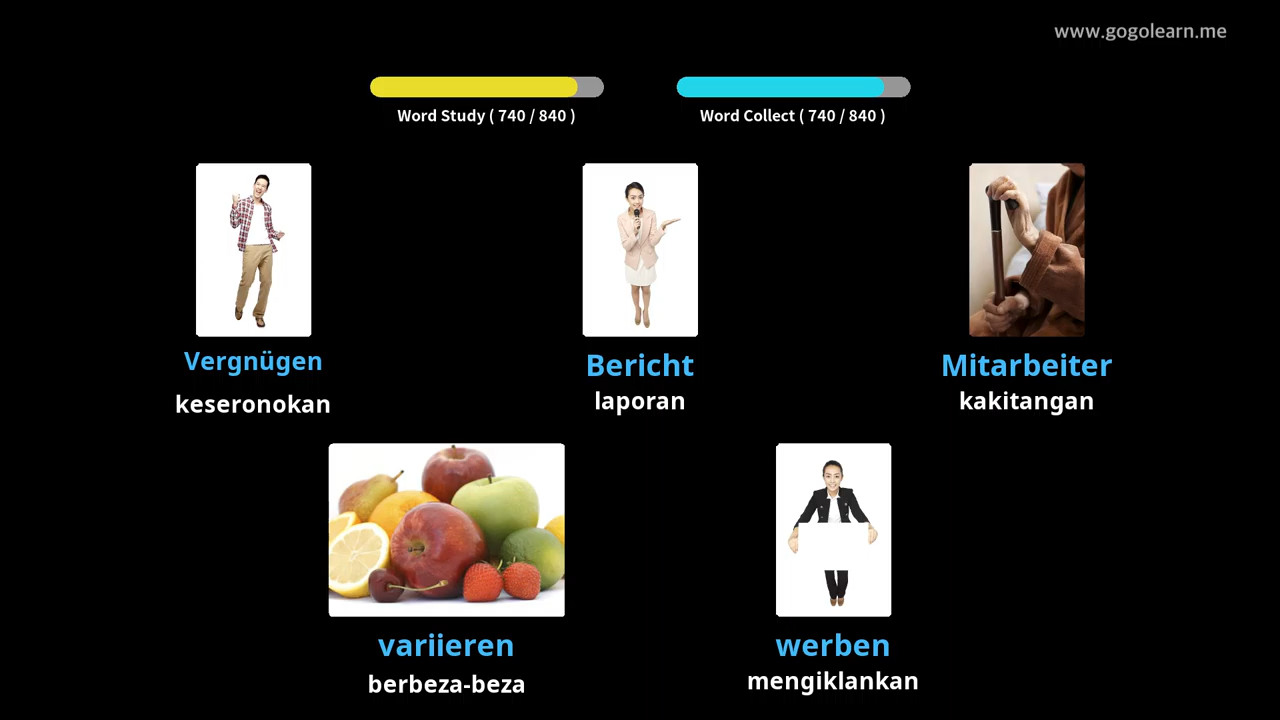 www.gogolearn.me
Word Study ( 740 / 840 )
Word Collect ( 740 / 840 )
Vergnügen
keseronokan
Bericht
laporan
Mitarbeiter
kakitangan
variieren
berbeza-beza
werben
mengiklankan